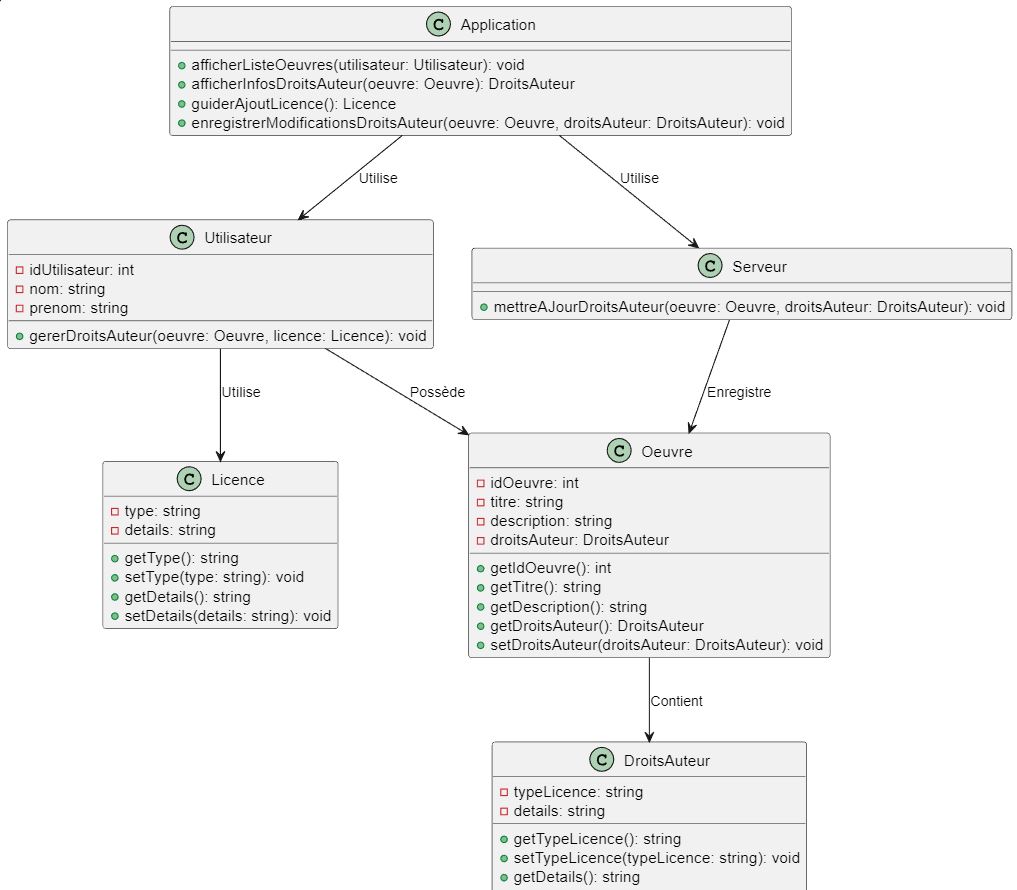 C Application
afficherListeOeuvres(utilisateur: Utilisateur): void
afficherInfosDroitsAuteur(oeuvre: Oeuvre): DroitsAuteur
guiderAjoutLicence(): Licence
enregistrerModificationsDroitsAuteur(oeuvre: Oeuvre, droitsAuteur: DroitsAuteur): void
Utilise
Utilise
C Utilisateur
idUtilisateur: int
nom: string
prenom: string
gererDroitsAuteur(oeuvre: Oeuvre, licence: Licence): void
C Serveur
mettreAJourDroitsAuteur(oeuvre: Oeuvre, droitsAuteur: DroitsAuteur): void
Utilise
Possède
Enregistre
C Licence
type: string
details: string
getType(): string
setType(type: string): void
getDetails(): string
setDetails(details: string): void
C Oeuvre
idOeuvre: int
titre: string
description: string
droitsAuteur: DroitsAuteur
getIdOeuvre(): int
getTitre(): string
getDescription(): string
getDroitsAuteur(): DroitsAuteur
setDroitsAuteur(droitsAuteur: DroitsAuteur): void
Contient
C DroitsAuteur
typeLicence: string
details: string
getTypeLicence(): string
setTypeLicence(typeLicence: string): void
getDetails(): string